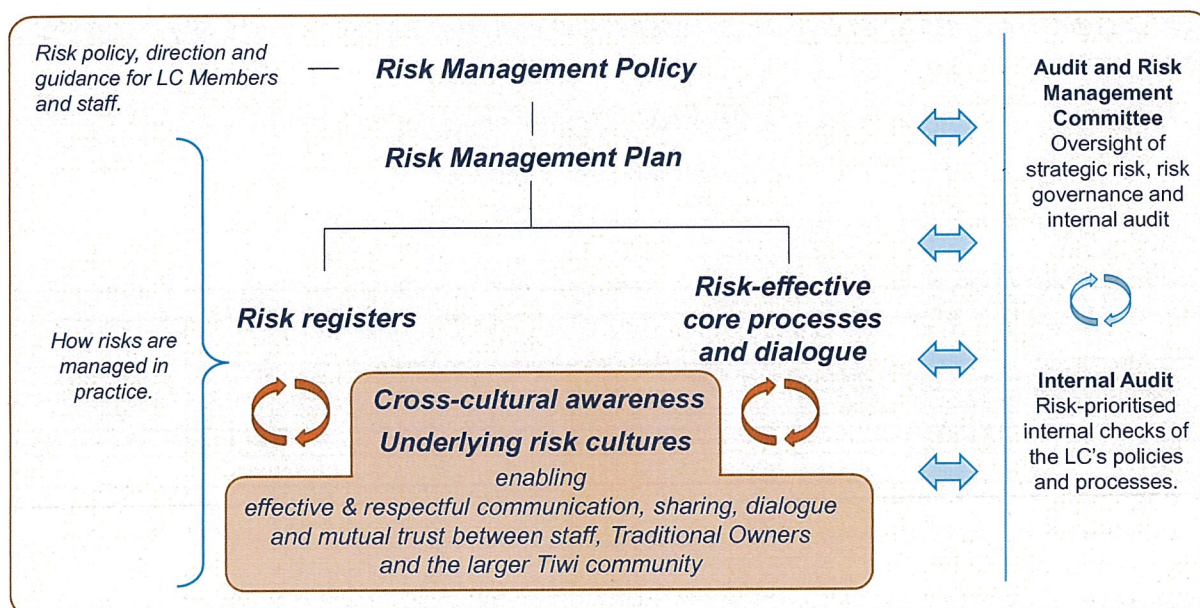 Risk policy, direction and
guidance for LC Members
and staff.
Risk Management Policy
Risk Management Plan
Risk registers
Risk-effective
core processes
and dialogue
How risks are
managed in
practice.
Cross-cultural awareness
Underlying risk cultures
enabling
effective & respectful communication, sharing, dialogue
and mutual trust between staff, Traditional Owners
and the larger Tiwi community
Audit and Risk
Management
Committee
Oversight of
strategic risk, risk
governance and
internal audit
Internal Audit
Risk-prioritised
internal checks of
the LC's policies
and processes.